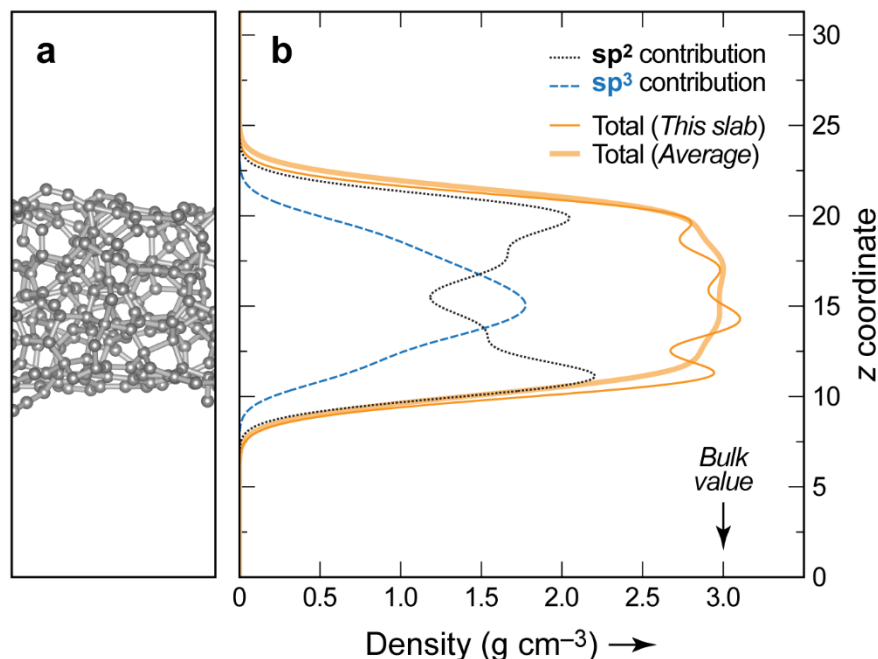 a
b
sp² contribution
sp³ contribution
Total (This slab)
Total (Average)
30
25
20
15
10
5
0
z coordinate
Bulk
value
0 0.5 1.0 1.5 2.0 2.5 3.0
Density (g cm⁻³) →